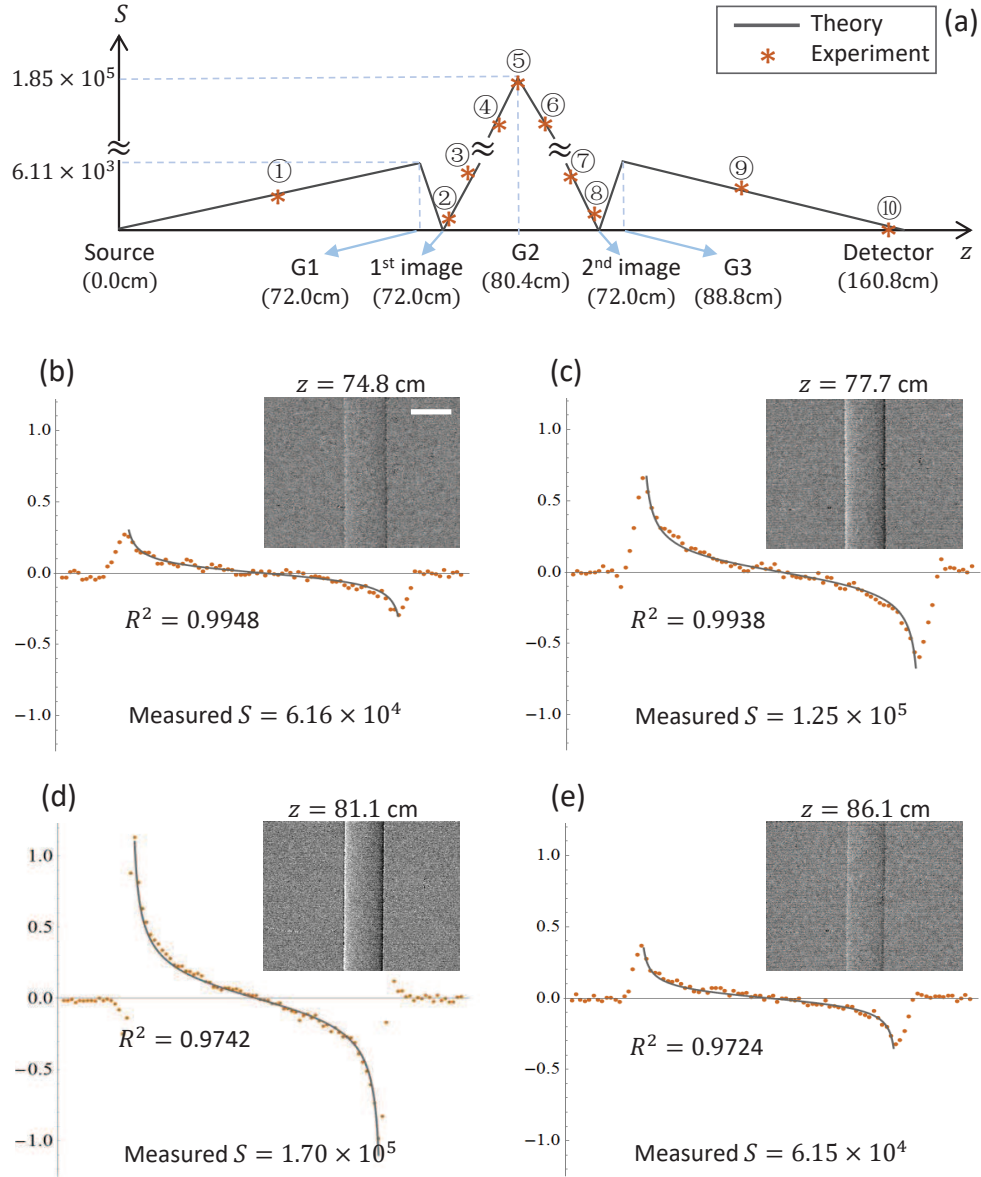 S
Theory
Experiment
(a)
1.85 × 10⁵
≈
6.11 × 10³
①
②
③
④
⑤
⑥
⑦
⑧
⑨
⑩
≈
≈
Source
(0.0cm)
G1
(72.0cm)
1st image
(72.0cm)
G2
(80.4cm)
2nd image
(72.0cm)
G3
(88.8cm)
Detector
(160.8cm)
z
(b)
z = 74.8 cm
1.0
0.5
0.0
−0.5
−1.0
R² = 0.9948
Measured S = 6.16 × 10⁴
(c)
z = 77.7 cm
1.0
0.5
0.0
−0.5
−1.0
R² = 0.9938
Measured S = 1.25 × 10⁵
(d)
z = 81.1 cm
1.0
0.5
0.0
−0.5
−1.0
R² = 0.9742
Measured S = 1.70 × 10⁵
(e)
z = 86.1 cm
1.0
0.5
0.0
−0.5
−1.0
R² = 0.9724
Measured S = 6.15 × 10⁴